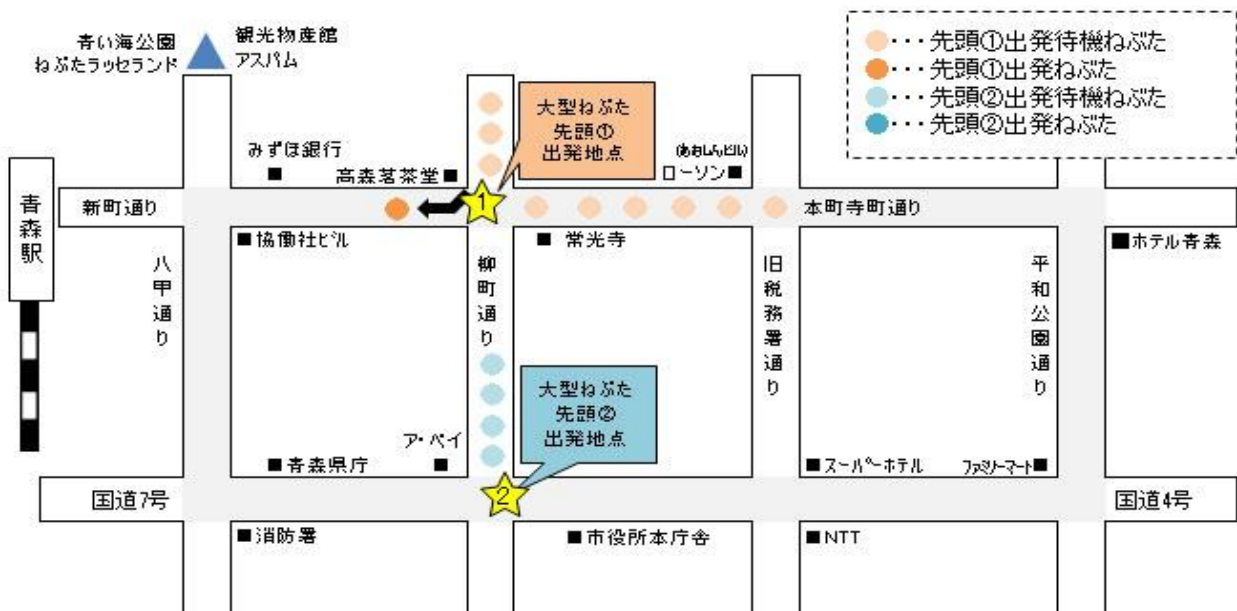 青い海公園
ねぶたラッセランド
観光物産館
アスパム
・・・先頭①出発待機ねぶた
・・・先頭①出発ねぶた
・・・先頭②出発待機ねぶた
・・・先頭②出発ねぶた
大型ねぶた
先頭①
出発地点
みずほ銀行
■
高森茗茶堂■
(あおしんビル)
ローソン■
青森駅
新町通り
1
本町寺町通り
■協働社ビル
■ 常光寺
■ホテル青森
八甲通り
柳町通り
旧税務署通り
平和公園通り
大型ねぶた
先頭②
出発地点
ア・ベイ
■
■青森県庁
■スーパーホテル
ファミリーマート■
国道7号
2
国道4号
■消防署
■市役所本庁舎
■NTT